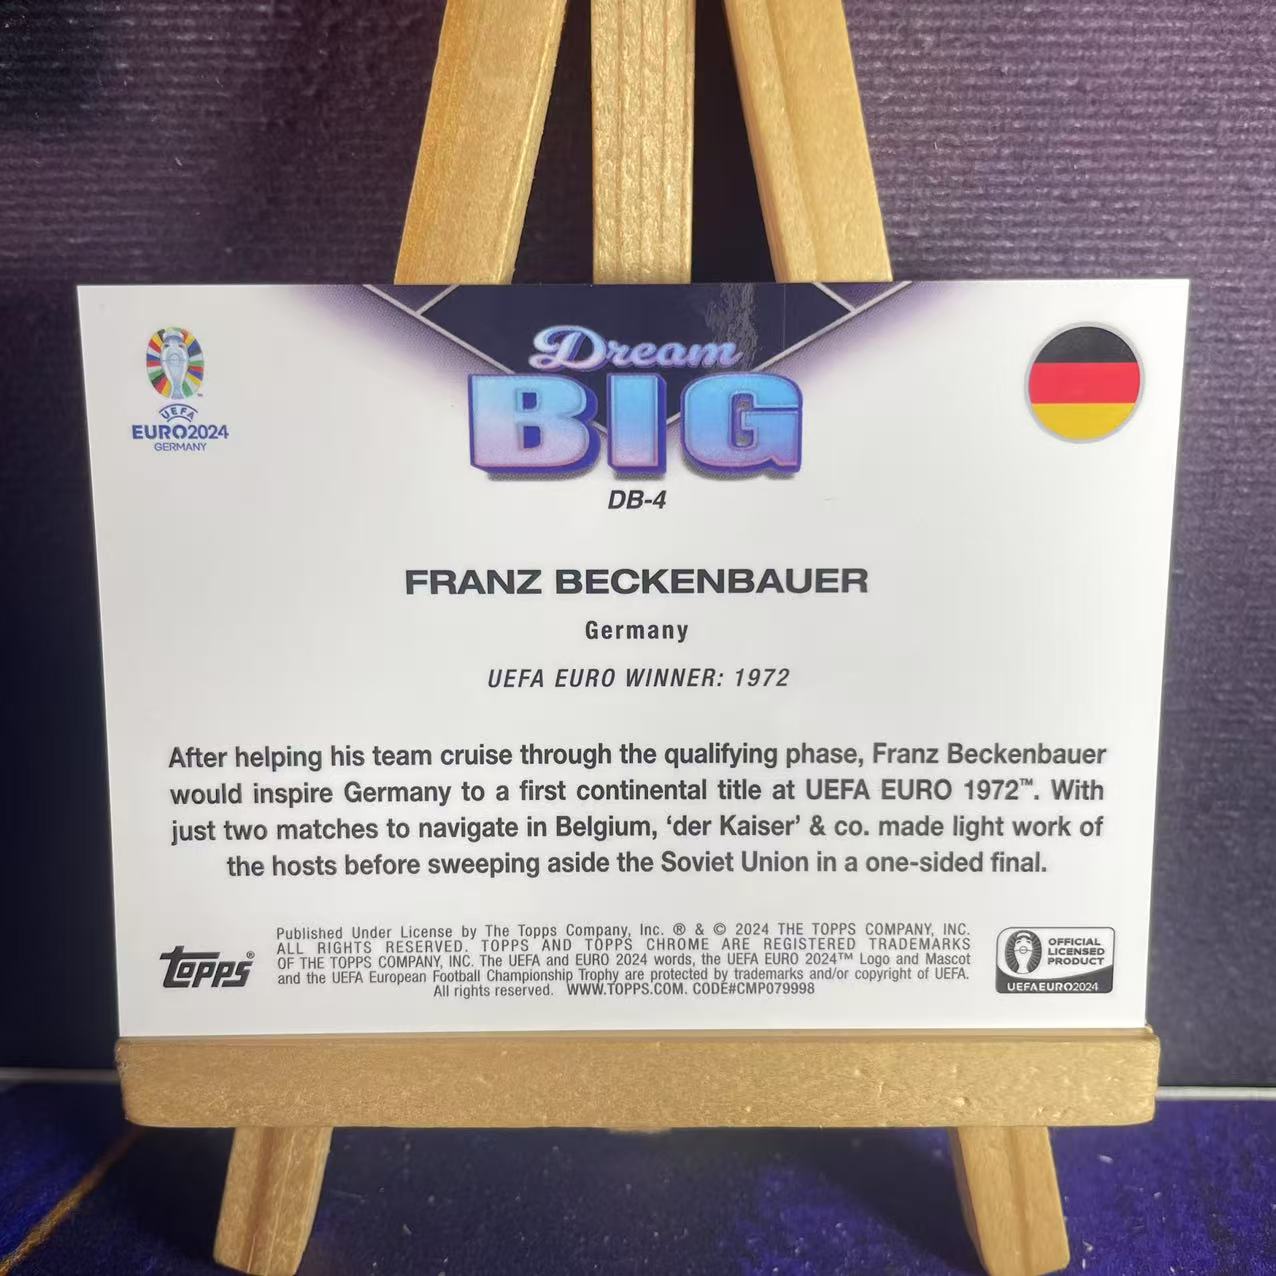 Dream
BIG
UEFA
EURO2024
GERMANY
DB-4
FRANZ BECKENBAUER
Germany
UEFA EURO WINNER: 1972
After helping his team cruise through the qualifying phase, Franz Beckenbauer
would inspire Germany to a first continental title at UEFA EURO 1972™. With
just two matches to navigate in Belgium, ‘der Kaiser’ & co. made light work of
the hosts before sweeping aside the Soviet Union in a one-sided final.
topps®
Published Under License by The Topps Company, Inc. ® & © 2024 THE TOPPS COMPANY, INC.
ALL RIGHTS RESERVED. TOPPS AND TOPPS CHROME ARE REGISTERED TRADEMARKS
OF THE TOPPS COMPANY, INC. The UEFA and EURO 2024 words, the UEFA EURO 2024™ Logo and Mascot
and the UEFA European Football Championship Trophy are protected by trademarks and/or copyright of UEFA.
All rights reserved. WWW.TOPPS.COM. CODE#CMP079998
OFFICIAL
LICENSED
PRODUCT
UEFAEURO2024